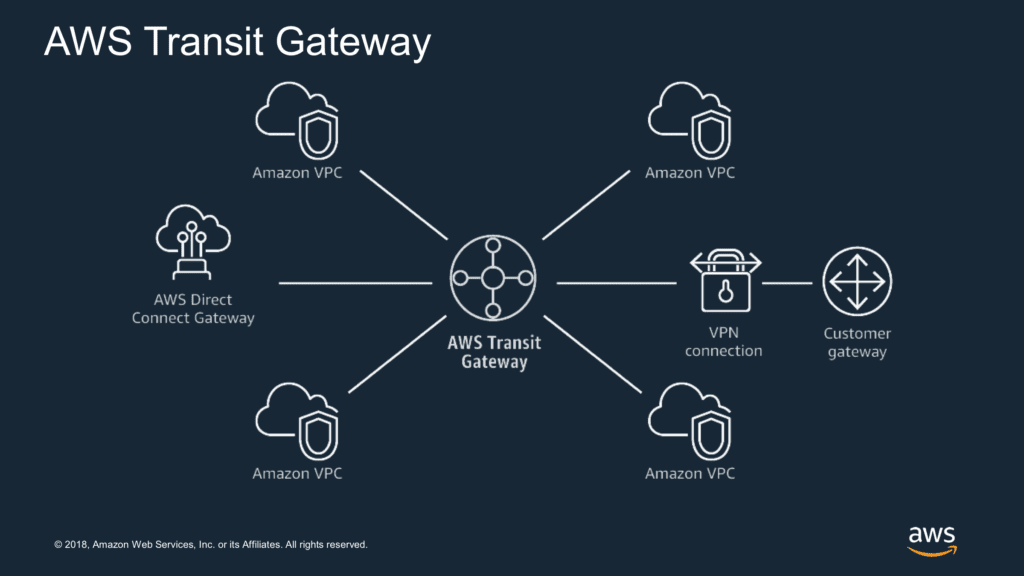 AWS Transit Gateway
Amazon VPC
Amazon VPC
AWS Direct
Connect Gateway
AWS Transit
Gateway
VPN
connection
Customer
gateway
Amazon VPC
Amazon VPC
© 2018, Amazon Web Services, Inc. or its Affiliates. All rights reserved.
aws